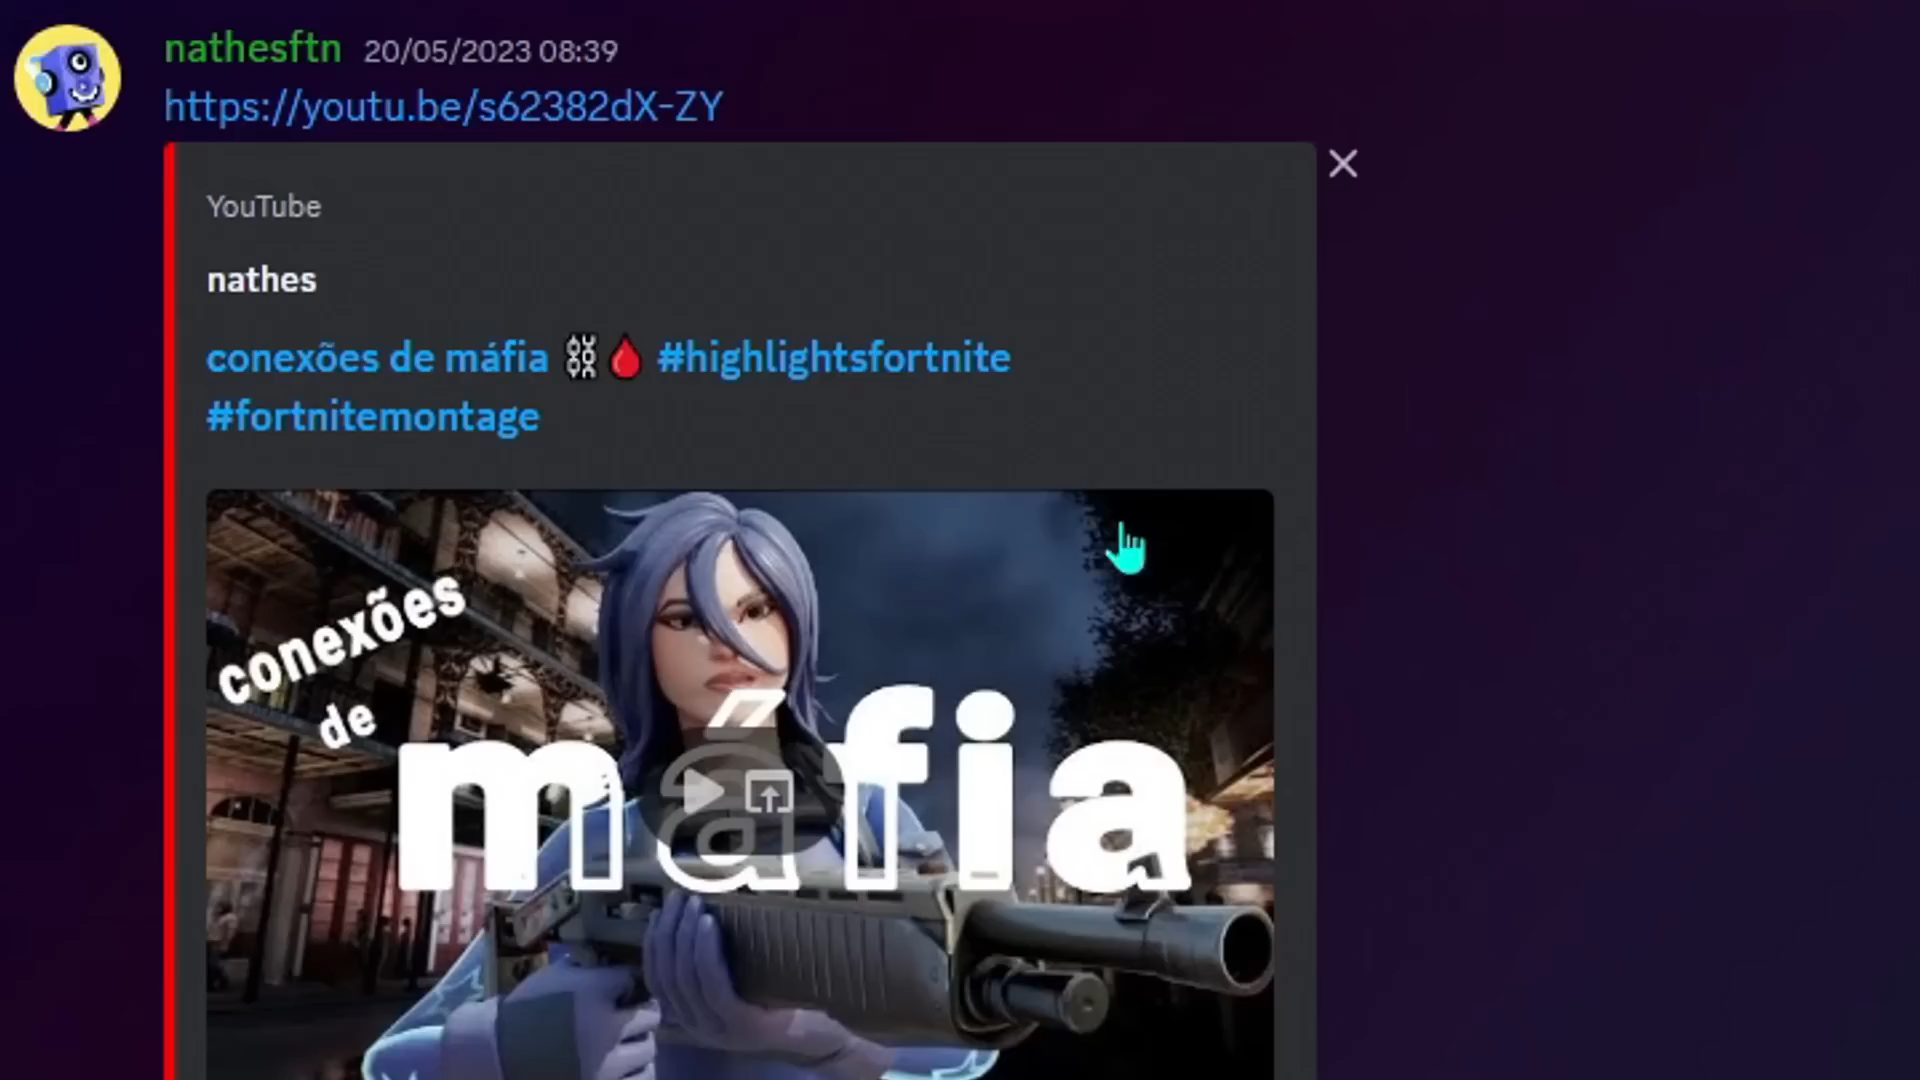 nathesftn 20/05/2023 08:39
https://youtu.be/s62382dX-ZY
YouTube
nathes
conexões de máfia ⛓️🩸 #highlightsfortnite
#fortnitemontage
conexões
de
máfia